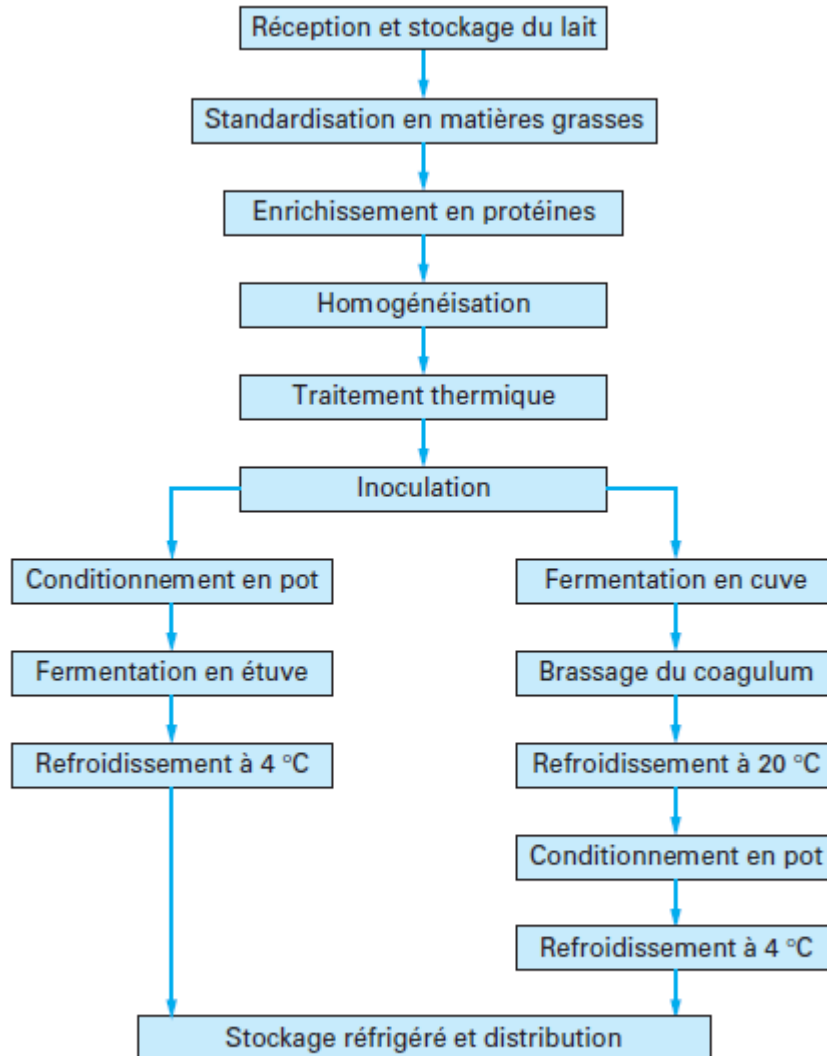 Réception et stockage du lait
Standardisation en matières grasses
Enrichissement en protéines
Homogénéisation
Traitement thermique
Inoculation
Conditionnement en pot
Fermentation en étuve
Refroidissement à 4 °C
Fermentation en cuve
Brassage du coagulum
Refroidissement à 20 °C
Conditionnement en pot
Refroidissement à 4 °C
Stockage réfrigéré et distribution